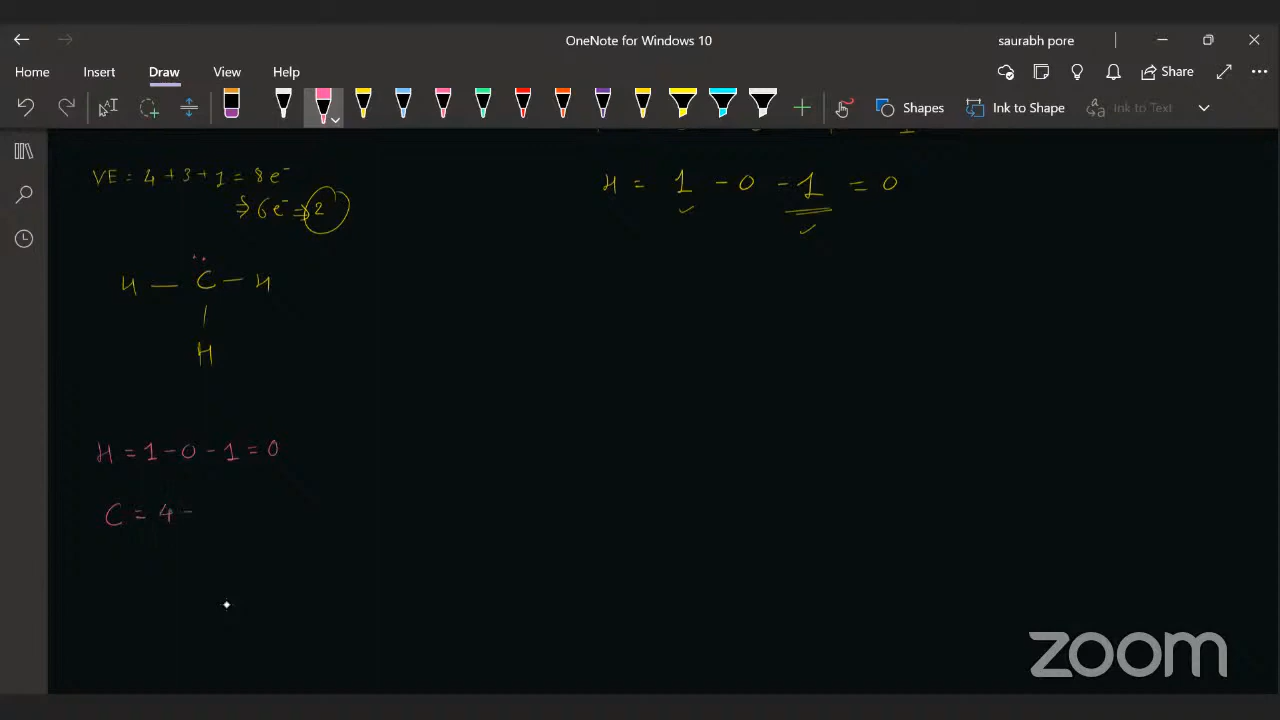 OneNote for Windows 10
saurabh pore
Home Insert Draw View Help
Share
Shapes
Ink to Shape
Ink to Text
VE = 4 + 3 + 1 = 8e⁻
⇒ 6e⁻ ⇒ 2
H — C — H
|
H
H = 1 - 0 - 1 = 0
C = 4 -
H = 1 - 0 - 1 = 0
zoom